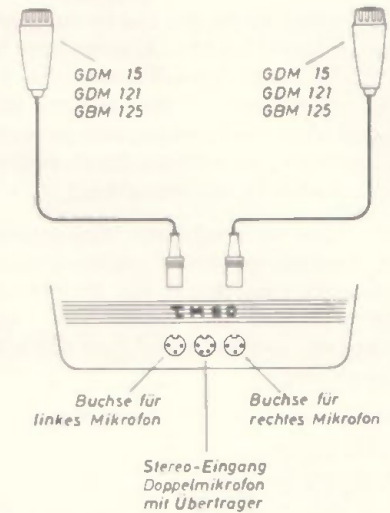 GDM 15
GDM 121
GBM 125
GDM 15
GDM 121
GBM 125
Buchse für
linkes Mikrofon
Buchse für
rechtes Mikrofon
Stereo-Eingang
Doppelmikrofon
mit Übertrager